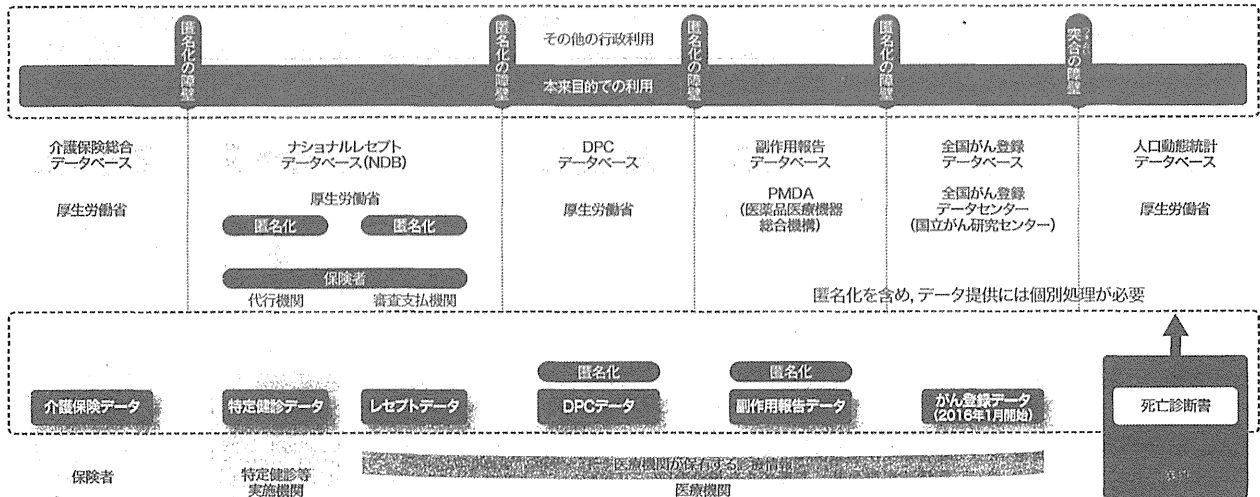 その他の行政利用
本来目的での利用
匿名化の障壁
匿名化の障壁
匿名化の障壁
匿名化の障壁
突合の障壁
介護保険総合
データベース
厚生労働省
ナショナルレセプト
データベース(NDB)
厚生労働省
匿名化
匿名化
保険者
代行機関
審査支払機関
DPC
データベース
厚生労働省
副作用報告
データベース
PMDA
(医薬品医療機器
総合機構)
全国がん登録
データベース
全国がん登録
データセンター
(国立がん研究センター)
人口動態統計
データベース
厚生労働省
匿名化を含め,データ提供には個別処理が必要
介護保険データ
特定健診データ
レセプトデータ
匿名化
DPCデータ
匿名化
副作用報告データ
がん登録データ
(2016年1月開始)
死亡診断書
保険者
特定健診等
実施機関
医療機関が保有する診療情報
医療機関